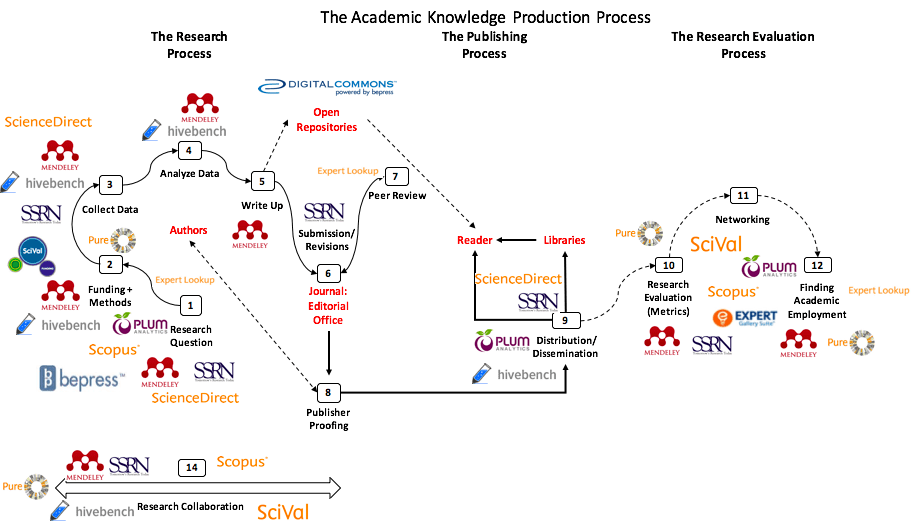 The Academic Knowledge Production Process
The Research
Process
The Publishing
Process
The Research Evaluation
Process
DIGITALCOMMONS™
powered by bepress
ScienceDirect
MENDELEY
hivebench
4
Analyze Data
Open
Repositories
MENDELEY
hivebench
3
Collect Data
5
Write Up
Expert Lookup
7
Peer Review
SSRN
MENDELEY
SSRN
Submission/
Revisions
Authors
Pure
SciVal
2
Funding +
Methods
Expert Lookup
6
Journal:
Editorial
Office
Reader
Libraries
ScienceDirect
SSRN
9
Distribution/
Dissemination
PLUM
ANALYTICS
hivebench
MENDELEY
hivebench
1
Research
Question
PLUM
ANALYTICS
Scopus®
bepress™
MENDELEY
SSRN
ScienceDirect
8
Publisher
Proofing
11
Networking
Pure
SciVal
10
Research
Evaluation
(Metrics)
PLUM
ANALYTICS
12
Finding
Academic
Employment
Expert Lookup
Scopus®
EXPERT
Gallery Suite™
MENDELEY
SSRN
MENDELEY
Pure
MENDELEY
SSRN
14
Scopus®
Pure
hivebench
Research Collaboration
SciVal